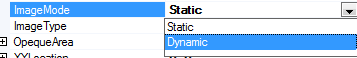 ImageMode Static
ImageType Static
OpequeArea Dynamic